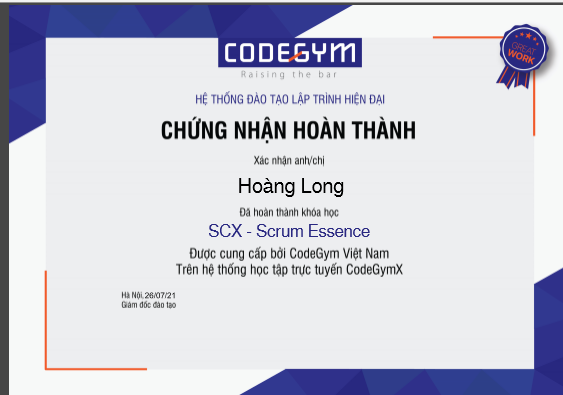 CODEGYM
Raising the bar
GREAT
WORK
HỆ THỐNG ĐÀO TẠO LẬP TRÌNH HIỆN ĐẠI
CHỨNG NHẬN HOÀN THÀNH
Xác nhận anh/chị
Hoàng Long
Đã hoàn thành khóa học
SCX - Scrum Essence
Được cung cấp bởi CodeGym Việt Nam
Trên hệ thống học tập trực tuyến CodeGymX
Hà Nội, 26/07/21
Giám đốc đào tạo